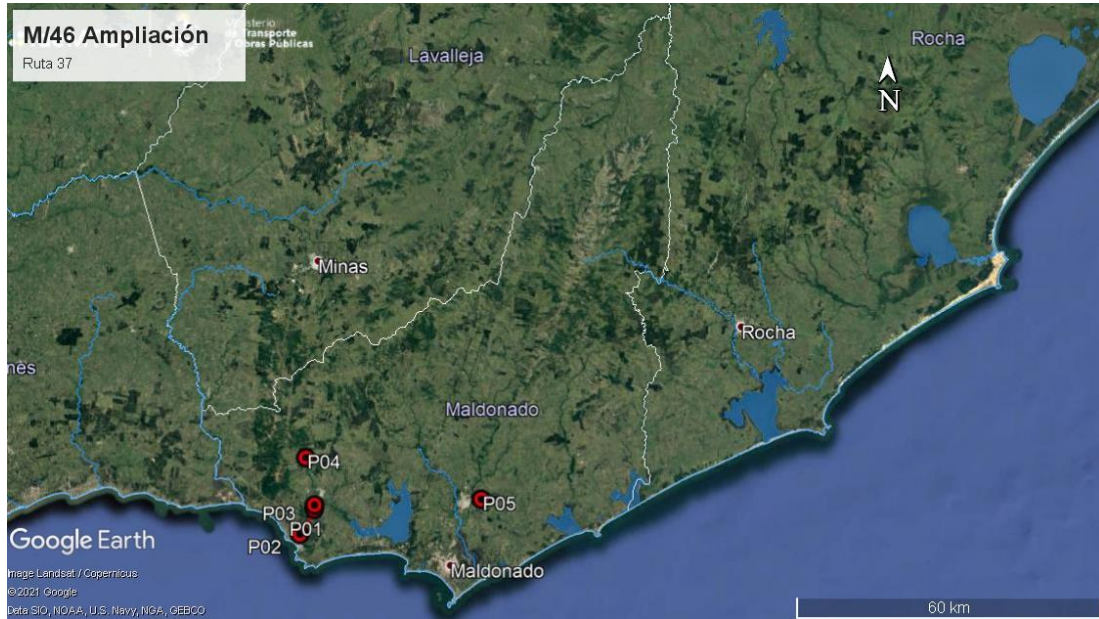 M/46 Ampliación
Ruta 37
Ministerio
de Transporte
y Obras Públicas
Lavalleja
Rocha
N
Minas
Rocha
nes
Maldonado
P04
P05
P03
P01
P02
Maldonado
Google Earth
Image Landsat / Copernicus
©2021 Google
Data SIO, NOAA, U.S. Navy, NGA, GEBCO
60 km